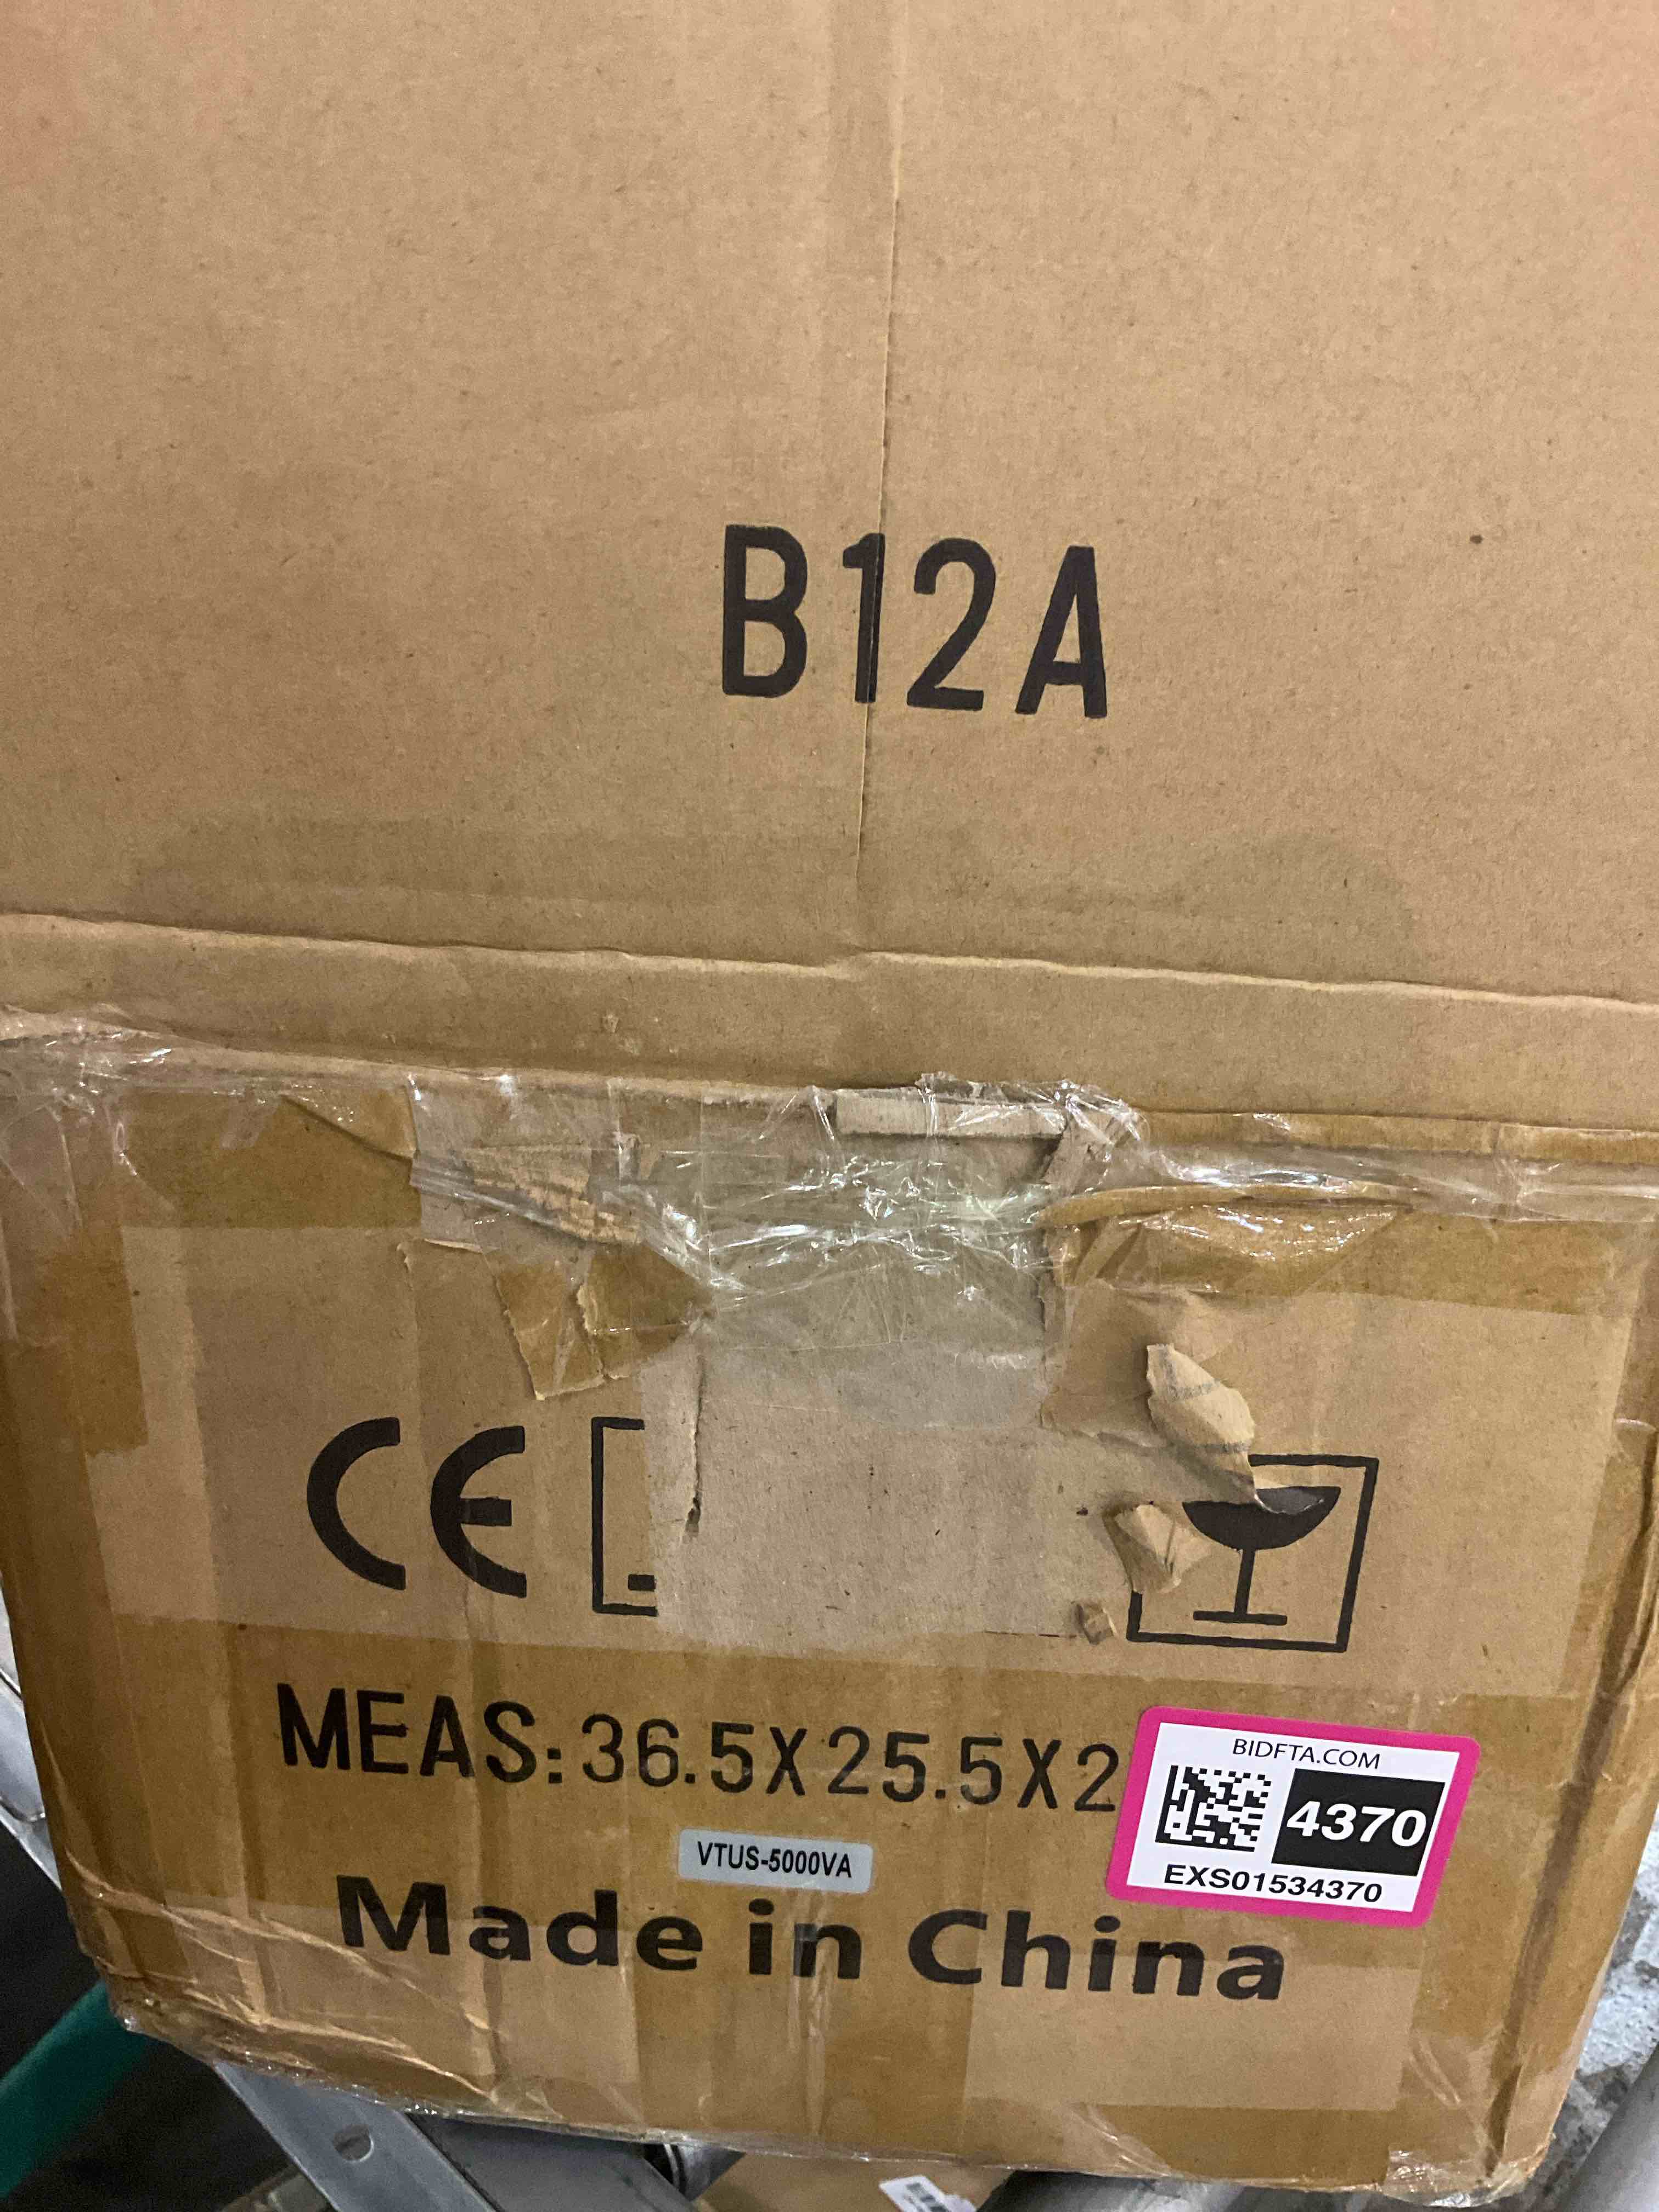 B12A
CE
MEAS:36.5X25.5X2
BIDFTA.COM
4370
EXS01534370
VTUS-5000VA
Made in China